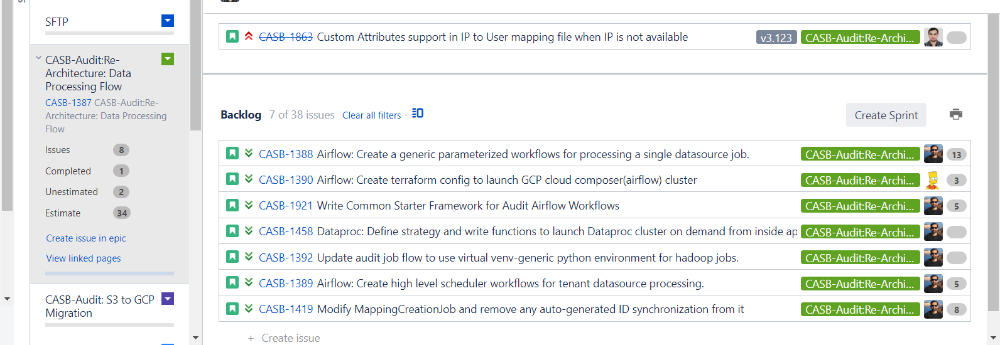 SFTP
CASB-Audit:Re-
Architecture: Data
Processing Flow
CASB-1387 CASB-Audit:Re-
Architecture: Data Processing
Flow
Issues 8
Completed 1
Unestimated 2
Estimate 34
Create issue in epic
View linked pages
CASB-Audit: S3 to GCP
Migration
CASB-1863 Custom Attributes support in IP to User mapping file when IP is not available v3.123 CASB-Audit:Re-Archi...
Backlog 7 of 38 issues Clear all filters - Create Sprint
CASB-1388 Airflow: Create a generic parameterized workflows for processing a single datasource job. CASB-Audit:Re-Archi... 13
CASB-1390 Airflow: Create terraform config to launch GCP cloud composer(airflow) cluster CASB-Audit:Re-Archi... 3
CASB-1921 Write Common Starter Framework for Audit Airflow Workflows CASB-Audit:Re-Archi... 5
CASB-1458 Dataproc: Define strategy and write functions to launch Dataproc cluster on demand from inside ap CASB-Audit:Re-Archi...
CASB-1392 Update audit job flow to use virtual venv-generic python environment for hadoop jobs. CASB-Audit:Re-Archi...
CASB-1389 Airflow: Create high level scheduler workflows for tenant datasource processing. CASB-Audit:Re-Archi... 5
CASB-1419 Modify MappingCreationJob and remove any auto-generated ID synchronization from it CASB-Audit:Re-Archi... 8
+ Create issue